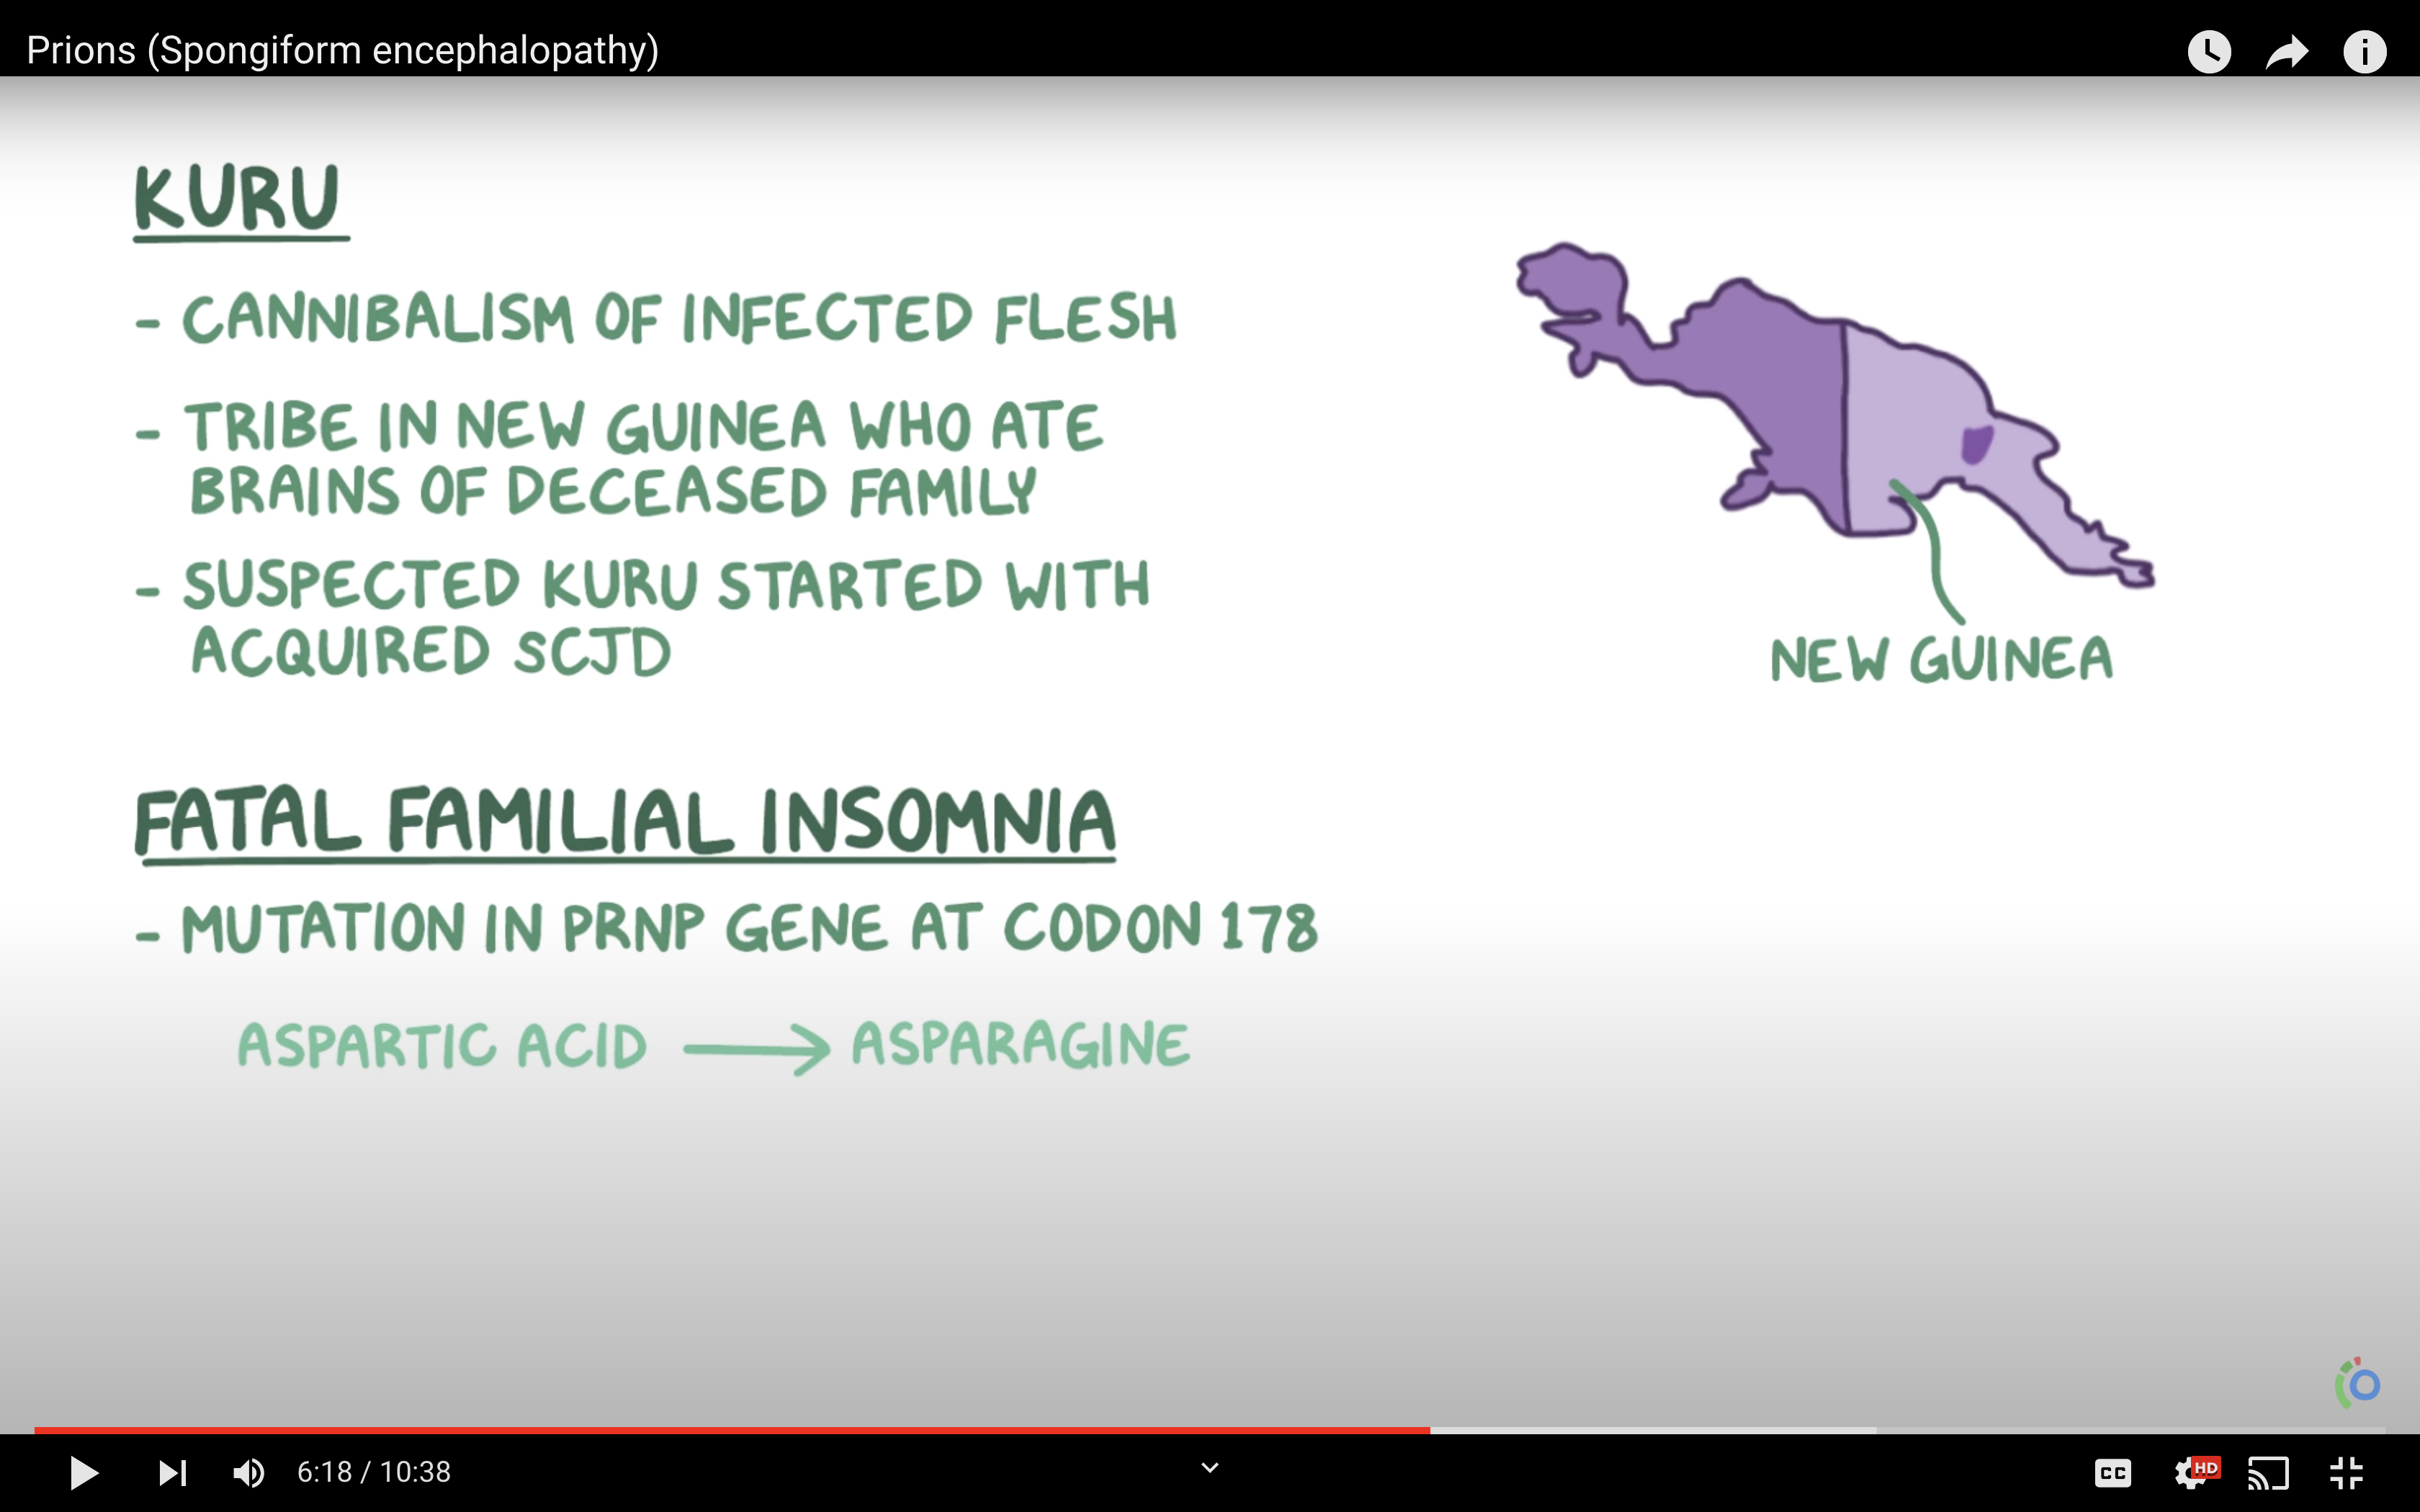 Prions (Spongiform encephalopathy)
KURU
- CANNIBALISM OF INFECTED FLESH
- TRIBE IN NEW GUINEA WHO ATE
BRAINS OF DECEASED FAMILY
- SUSPECTED KURU STARTED WITH
ACQUIRED SCJD
NEW GUINEA
FATAL FAMILIAL INSOMNIA
- MUTATION IN PRNP GENE AT CODON 178
ASPARTIC ACID → ASPARAGINE
6:18 / 10:38
CC
HD